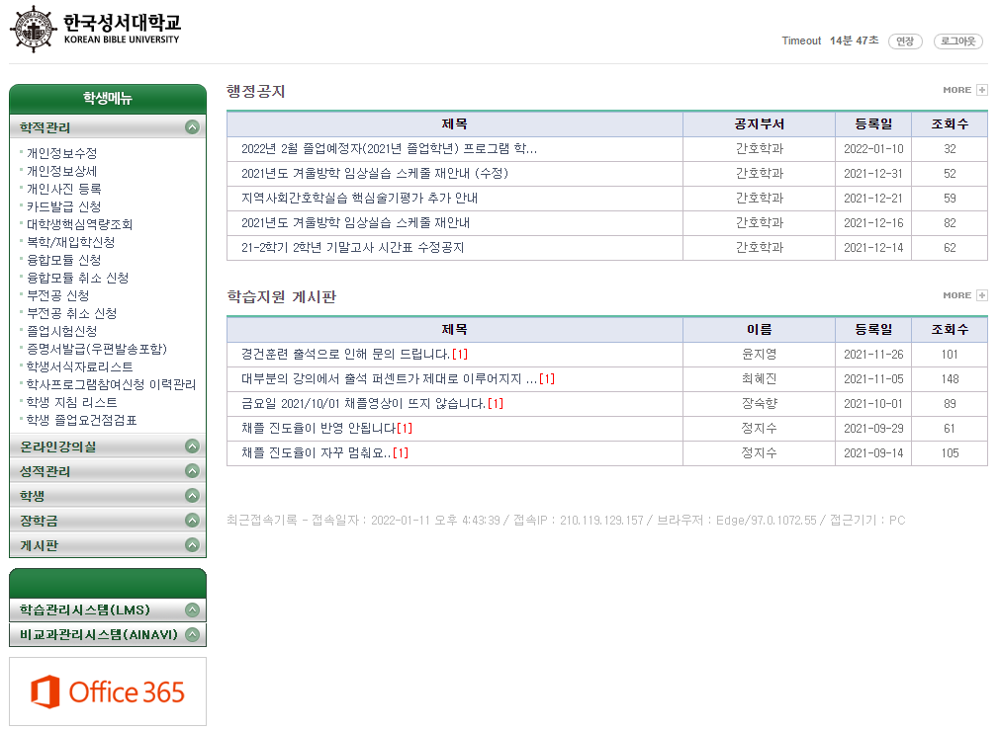 한국성서대학교
KOREAN BIBLE UNIVERSITY
Timeout 14분 47초 연장 로그아웃
학생메뉴
학적관리
개인정보수정
개인정보상세
개인사진 등록
카드발급 신청
대학생핵심역량조회
복학/재입학신청
융합모듈 신청
융합모듈 취소 신청
부전공 신청
부전공 취소 신청
졸업시험신청
증명서발급(우편발송포함)
학생서식자료리스트
학사프로그램참여신청 이력관리
학생 지침 리스트
학생 졸업요건점검표
온라인강의실
성적관리
학생
장학금
게시판
학습관리시스템(LMS)
비교과관리시스템(AINAVI)
Office 365
행정공지 MORE
제목 공지부서 등록일 조회수
2022년 2월 졸업예정자(2021년 졸업학년) 프로그램 학... 간호학과 2022-01-10 32
2021년도 겨울방학 임상실습 스케줄 재안내 (수정) 간호학과 2021-12-31 52
지역사회간호학실습 핵심술기평가 추가 안내 간호학과 2021-12-21 59
2021년도 겨울방학 임상실습 스케줄 재안내 간호학과 2021-12-16 82
21-2학기 2학년 기말고사 시간표 수정공지 간호학과 2021-12-14 62
학습지원 게시판 MORE
제목 이름 등록일 조회수
경건훈련 출석으로 인해 문의 드립니다.[1] 윤지영 2021-11-26 101
대부분의 강의에서 출석 퍼센트가 제대로 이루어지지 ...[1] 최혜진 2021-11-05 148
금요일 2021/10/01 채플영상이 뜨지 않습니다.[1] 장숙향 2021-10-01 89
채플 진도율이 반영 안됩니다[1] 정지수 2021-09-29 61
채플 진도율이 자꾸 멈춰요..[1] 정지수 2021-09-14 105
최근접속기록 - 접속일자 : 2022-01-11 오후 4:43:39 / 접속IP : 210.119.129.157 / 브라우저 : Edge/97.0.1072.55 / 접근기기 : PC